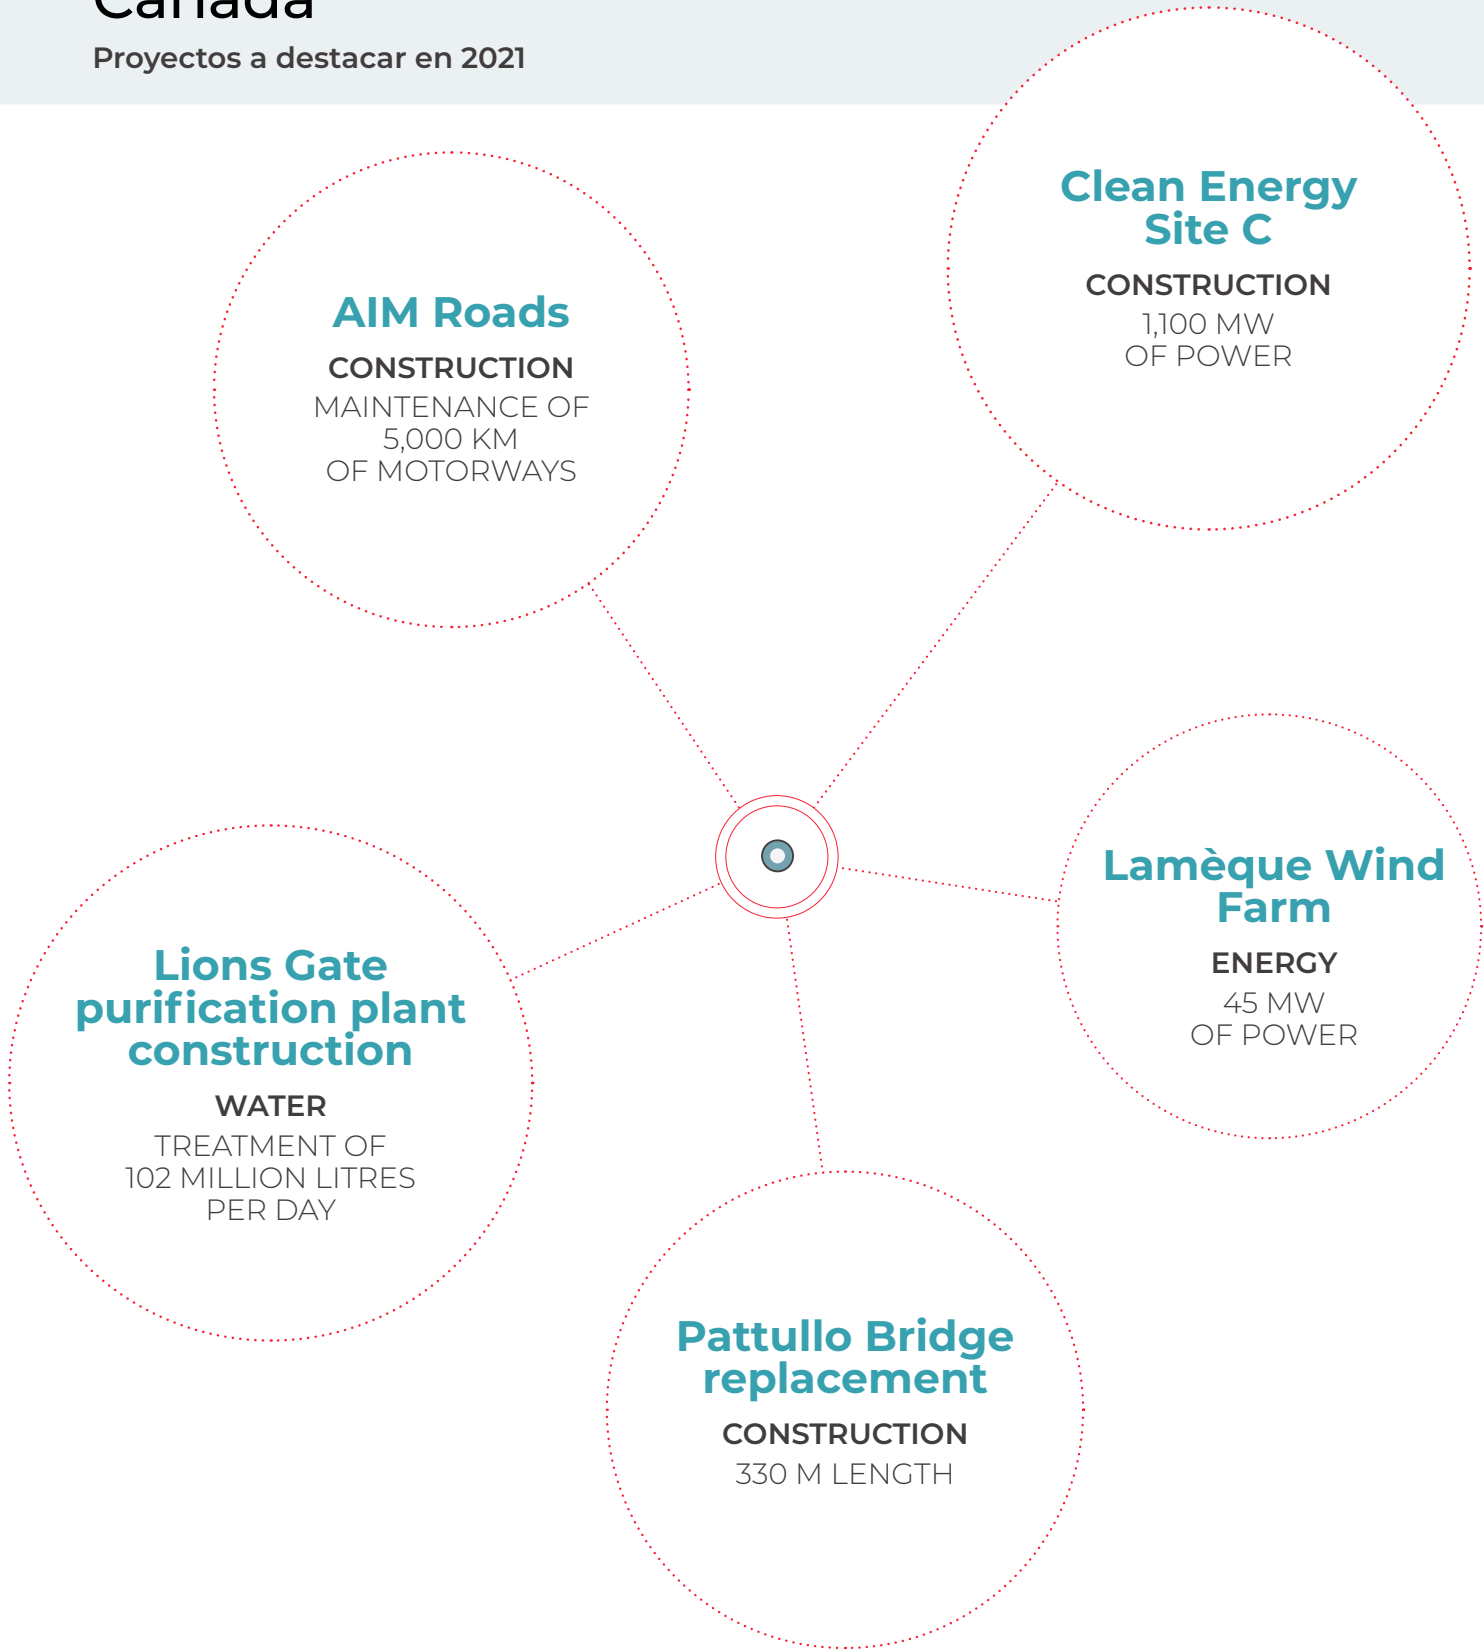 Canada
Proyectos a destacar en 2021
Clean Energy
Site C
CONSTRUCTION
1,100 MW
OF POWER
AIM Roads
CONSTRUCTION
MAINTENANCE OF
5,000 KM
OF MOTORWAYS
Lamèque Wind
Farm
ENERGY
45 MW
OF POWER
Lions Gate
purification plant
construction
WATER
TREATMENT OF
102 MILLION LITRES
PER DAY
Pattullo Bridge
replacement
CONSTRUCTION
330 M LENGTH